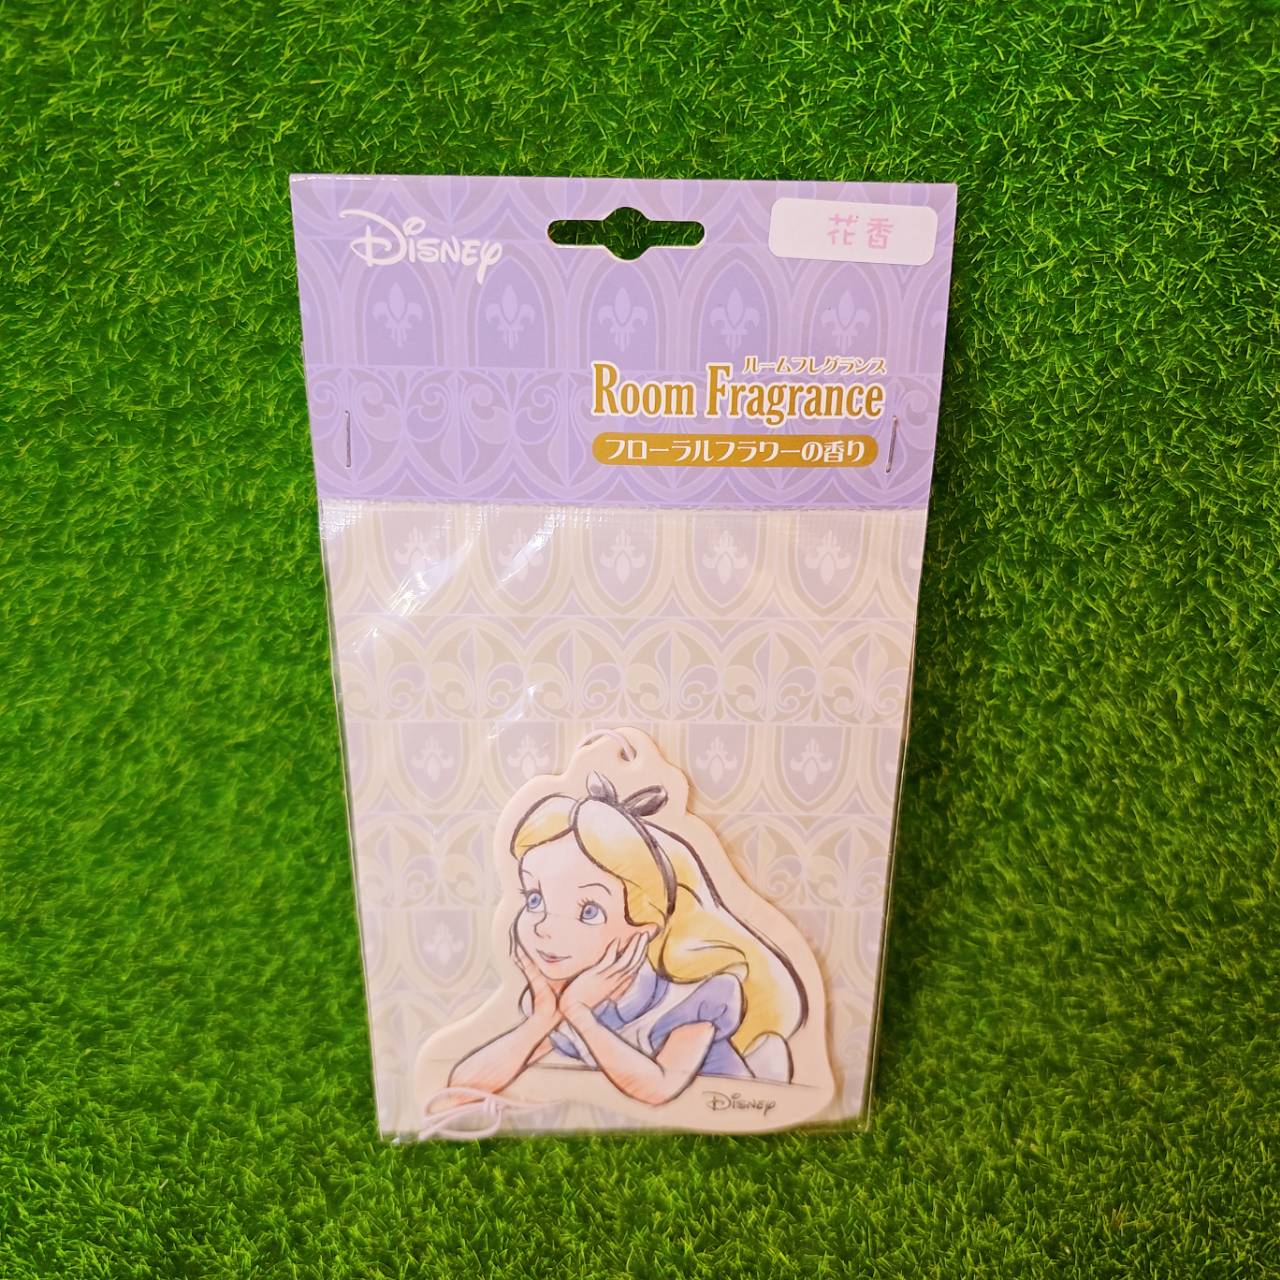 Disney
花香
ルームフレグランス
Room Fragrance
フローラルフラワーの香り
Disney